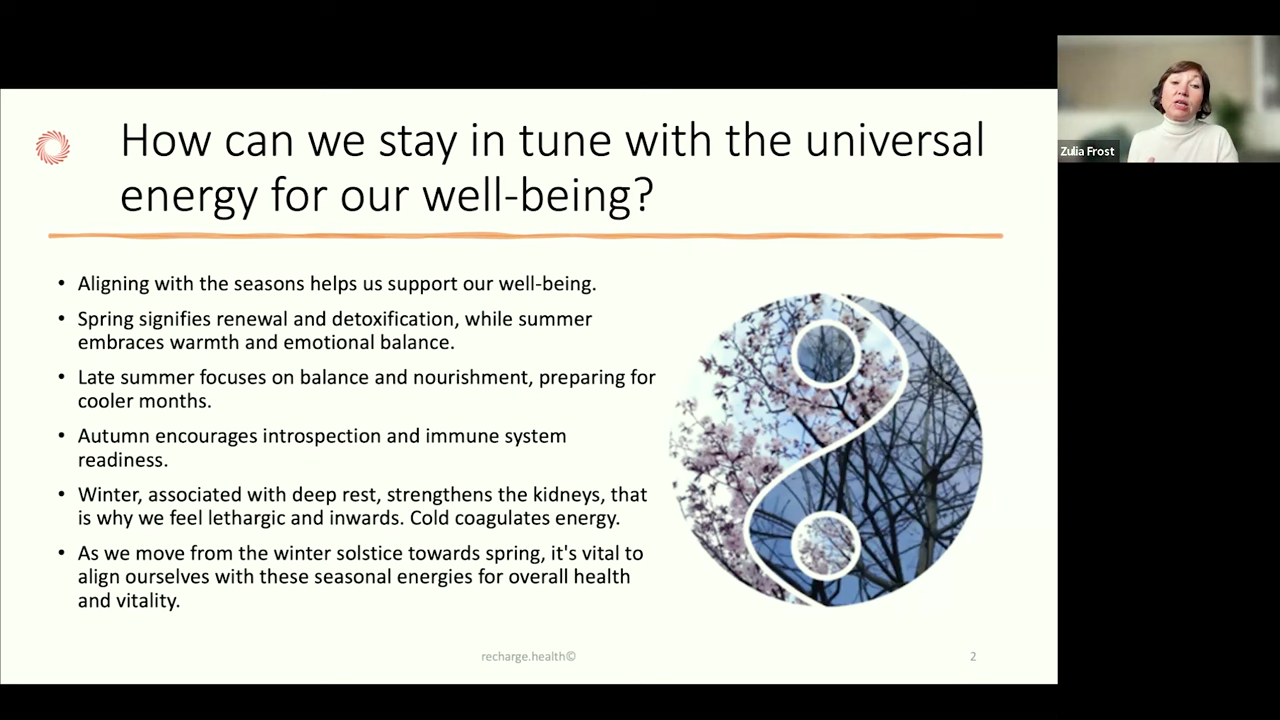 How can we stay in tune with the universal
energy for our well-being?
• Aligning with the seasons helps us support our well-being.
• Spring signifies renewal and detoxification, while summer
embraces warmth and emotional balance.
• Late summer focuses on balance and nourishment, preparing for
cooler months.
• Autumn encourages introspection and immune system
readiness.
• Winter, associated with deep rest, strengthens the kidneys, that
is why we feel lethargic and inwards. Cold coagulates energy.
• As we move from the winter solstice towards spring, it's vital to
align ourselves with these seasonal energies for overall health
and vitality.
recharge.health©
2
Zulia Frost